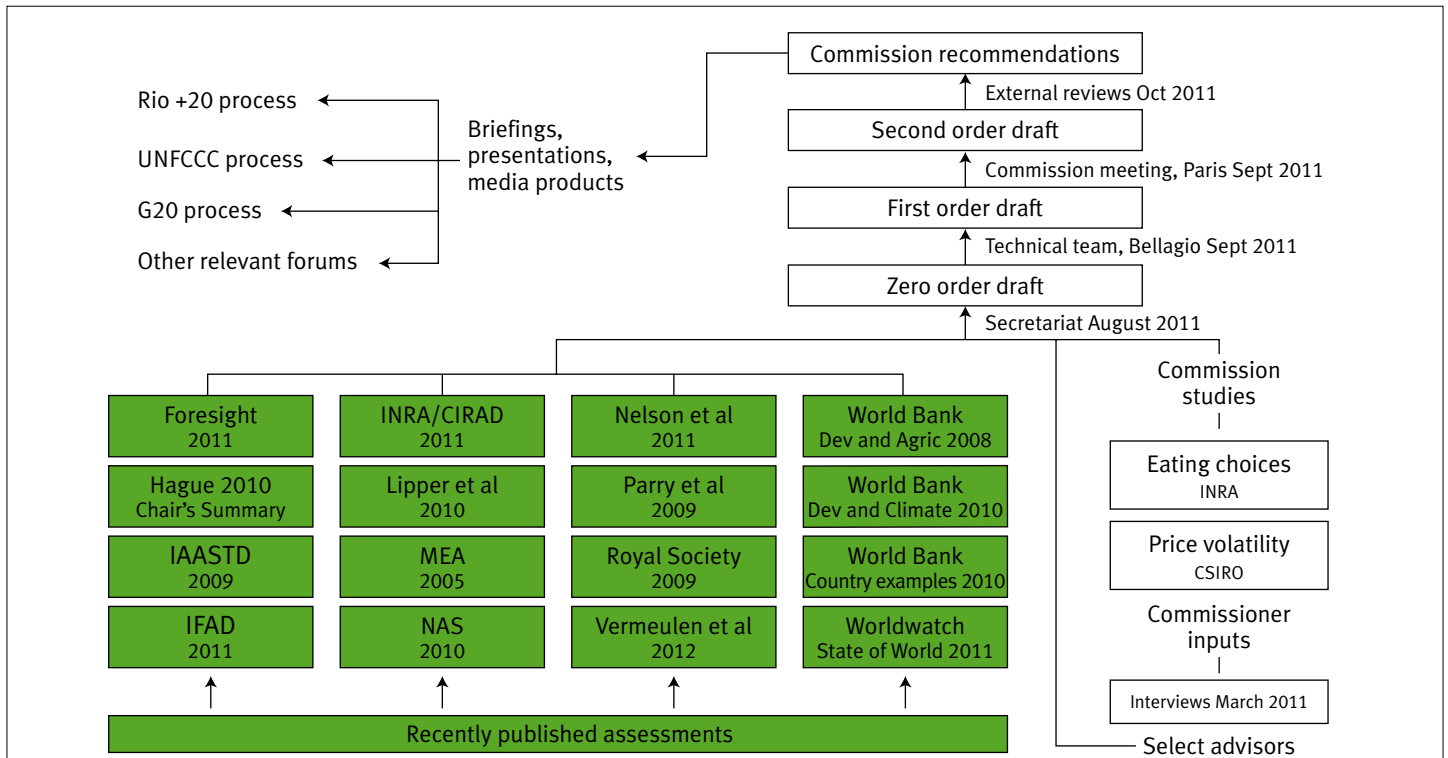 Commission recommendations
External reviews Oct 2011
Second order draft
Commission meeting, Paris Sept 2011
First order draft
Technical team, Bellagio Sept 2011
Zero order draft
Secretariat August 2011
Rio +20 process
UNFCCC process
G20 process
Other relevant forums
Briefings,
presentations,
media products
Foresight
2011
INRA/CIRAD
2011
Nelson et al
2011
World Bank
Dev and Agric 2008
Hague 2010
Chair's Summary
Lipper et al
2010
Parry et al
2009
World Bank
Dev and Climate 2010
IAASTD
2009
MEA
2005
Royal Society
2009
World Bank
Country examples 2010
IFAD
2011
NAS
2010
Vermeulen et al
2012
Worldwatch
State of World 2011
Recently published assessments
Commission
studies
Eating choices
INRA
Price volatility
CSIRO
Commissioner
inputs
Interviews March 2011
Select advisors